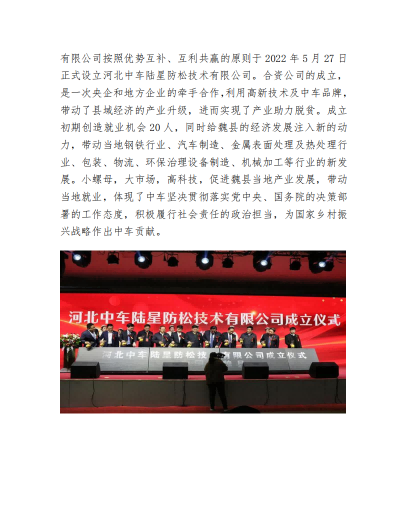 有限公司按照优势互补、互利共赢的原则于 2022 年 5 月 27 日
正式设立河北中车陆星防松技术有限公司。合资公司的成立，
是一次央企和地方企业的牵手合作,利用高新技术及中车品牌，
带动了县域经济的产业升级，进而实现了产业助力脱贫。成立
初期创造就业机会 20 人，同时给魏县的经济发展注入新的动
力，带动当地钢铁行业、汽车制造、金属表面处理及热处理行
业、包装、物流、环保治理设备制造、机械加工等行业的新发
展。小螺母，大市场，高科技，促进魏县当地产业发展，带动
当地就业，体现了中车坚决贯彻落实党中央、国务院的决策部
署的工作态度，积极履行社会责任的政治担当，为国家乡村振
兴战略作出中车贡献。
河北中车陆星防松技术有限公司成立仪式
河北中车陆星防松技术有限公司成立仪式